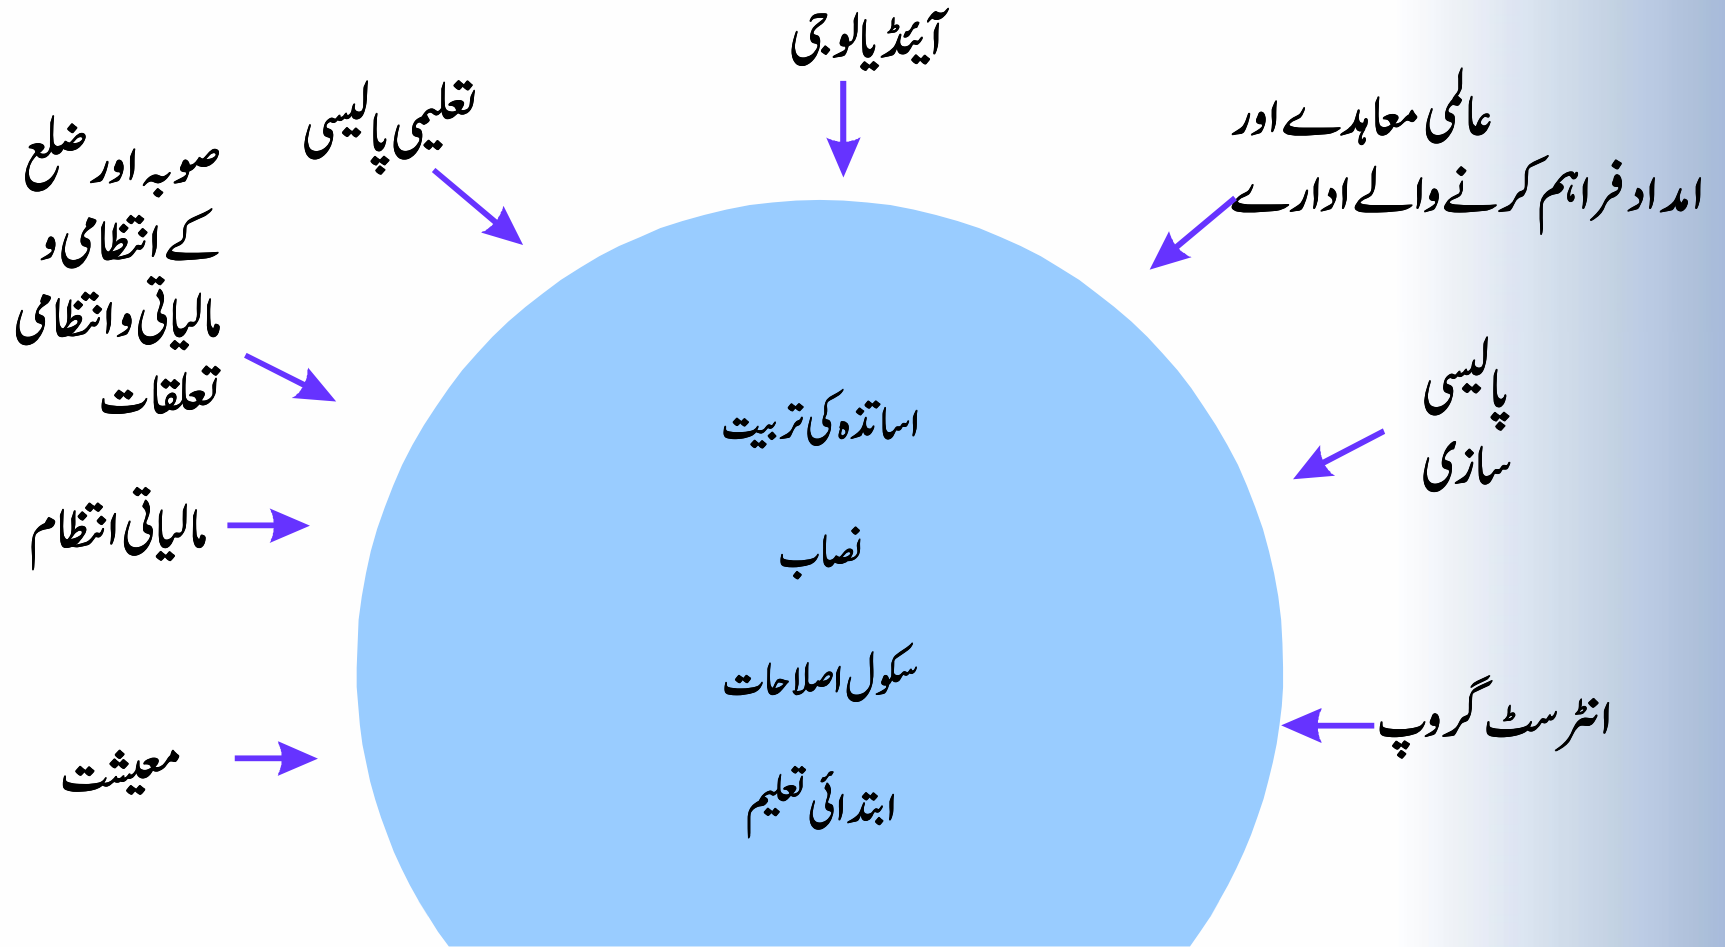 آئیڈیالوجی
تعلیمی پالیسی
عالمی معاہدے اور
امداد فراہم کرنے والے ادارے
صوبہ اور ضلع
کے انتظامی و
مالیاتی و انتظامی
تعلقات
پالیسی
سازی
اساتذہ کی تربیت
مالیاتی انتظام
نصاب
سکول اصلاحات
انٹرسٹ گروپ
معیشت
ابتدائی تعلیم